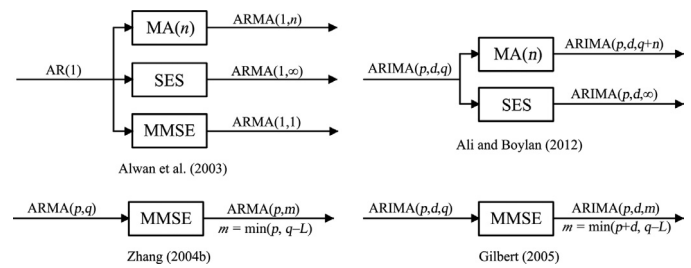 MA(n)
ARMA(1,n)
AR(1)
SES
ARMA(1,∞)
MMSE
ARMA(1,1)
Alwan et al. (2003)
ARIMA(p,d,q)
MA(n)
ARIMA(p,d,q+n)
SES
ARIMA(p,d,∞)
Ali and Boylan (2012)
ARMA(p,q)
MMSE
ARMA(p,m)
m = min(p, q–L)
Zhang (2004b)
ARIMA(p,d,q)
MMSE
ARIMA(p,d,m)
m = min(p+d, q–L)
Gilbert (2005)